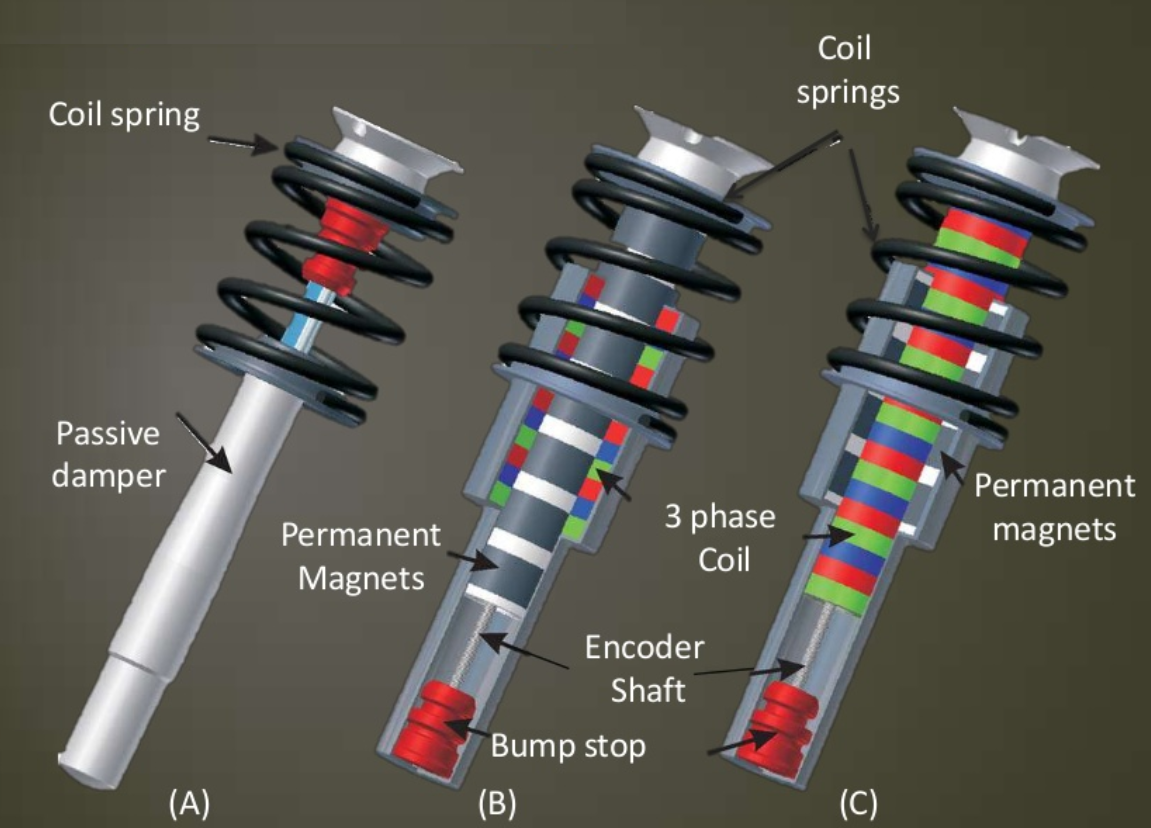 Coil
springs
Coil spring
Passive
damper
Permanent
Magnets
3 phase
Coil
Permanent
magnets
Encoder
Shaft
Bump stop
(A)
(B)
(C)